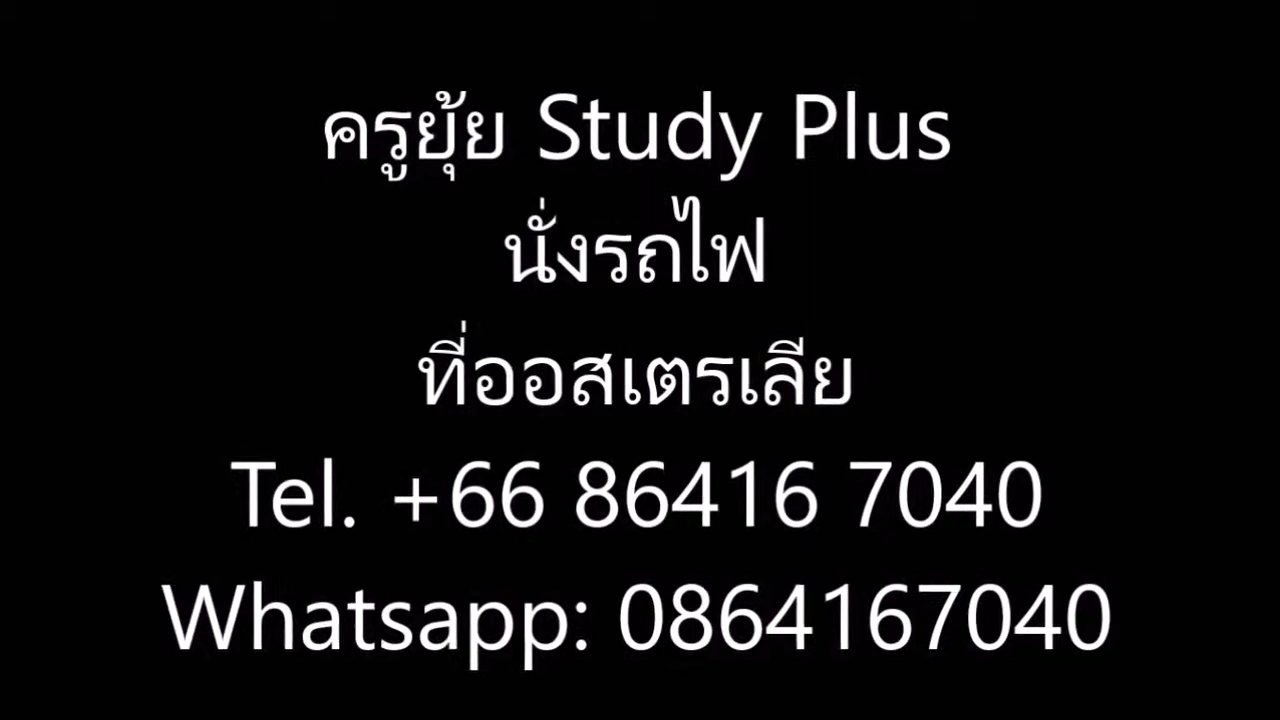 ครูยุ้ย Study Plus
นั่งรถไฟ
ที่ออสเตรเลีย
Tel. +66 86416 7040
Whatsapp: 0864167040